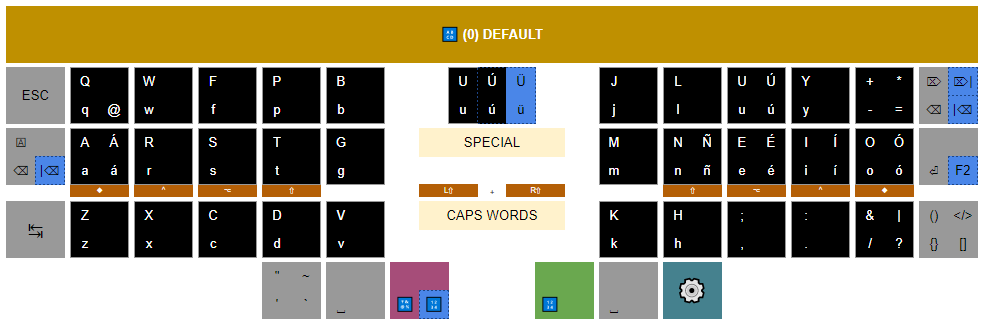 (0) DEFAULT
Q W F P B U Ú Ü J L U Ú Y + *
ESC
q @ w f p b u ú ü j l u ú y - =
A Á R S T G SPECIAL M N Ñ E É I Í O Ó
a á r s t g m n ñ e é i í o ó F2
◆ ^ ⌥ ⇧ L⇧ + R⇧ ⇧ ⌥ ^ ◆
Z X C D V CAPS WORDS K H ; : & | () </>
z x c d v k h , . / ? {} []
" ~
' `